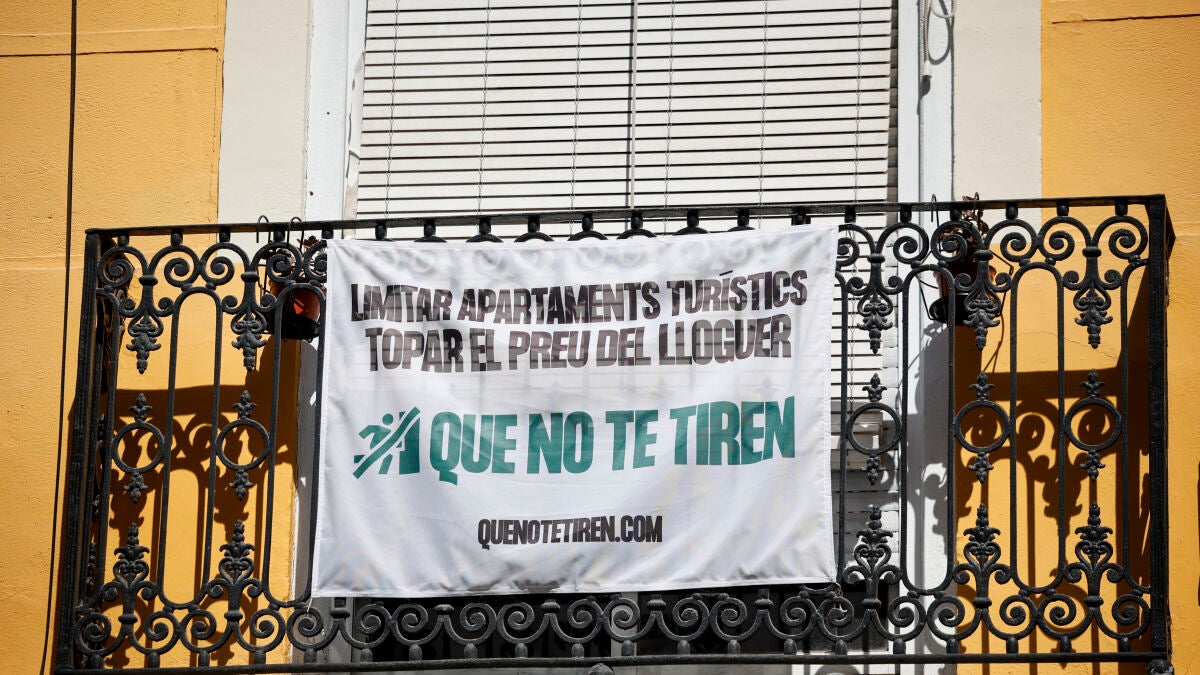 LIMITAR APARTAMENTS TURÍSTICS
TOPAR EL PREU DEL LLOGUER
QUE NO TE TIREN
QUENOTETIREN.COM